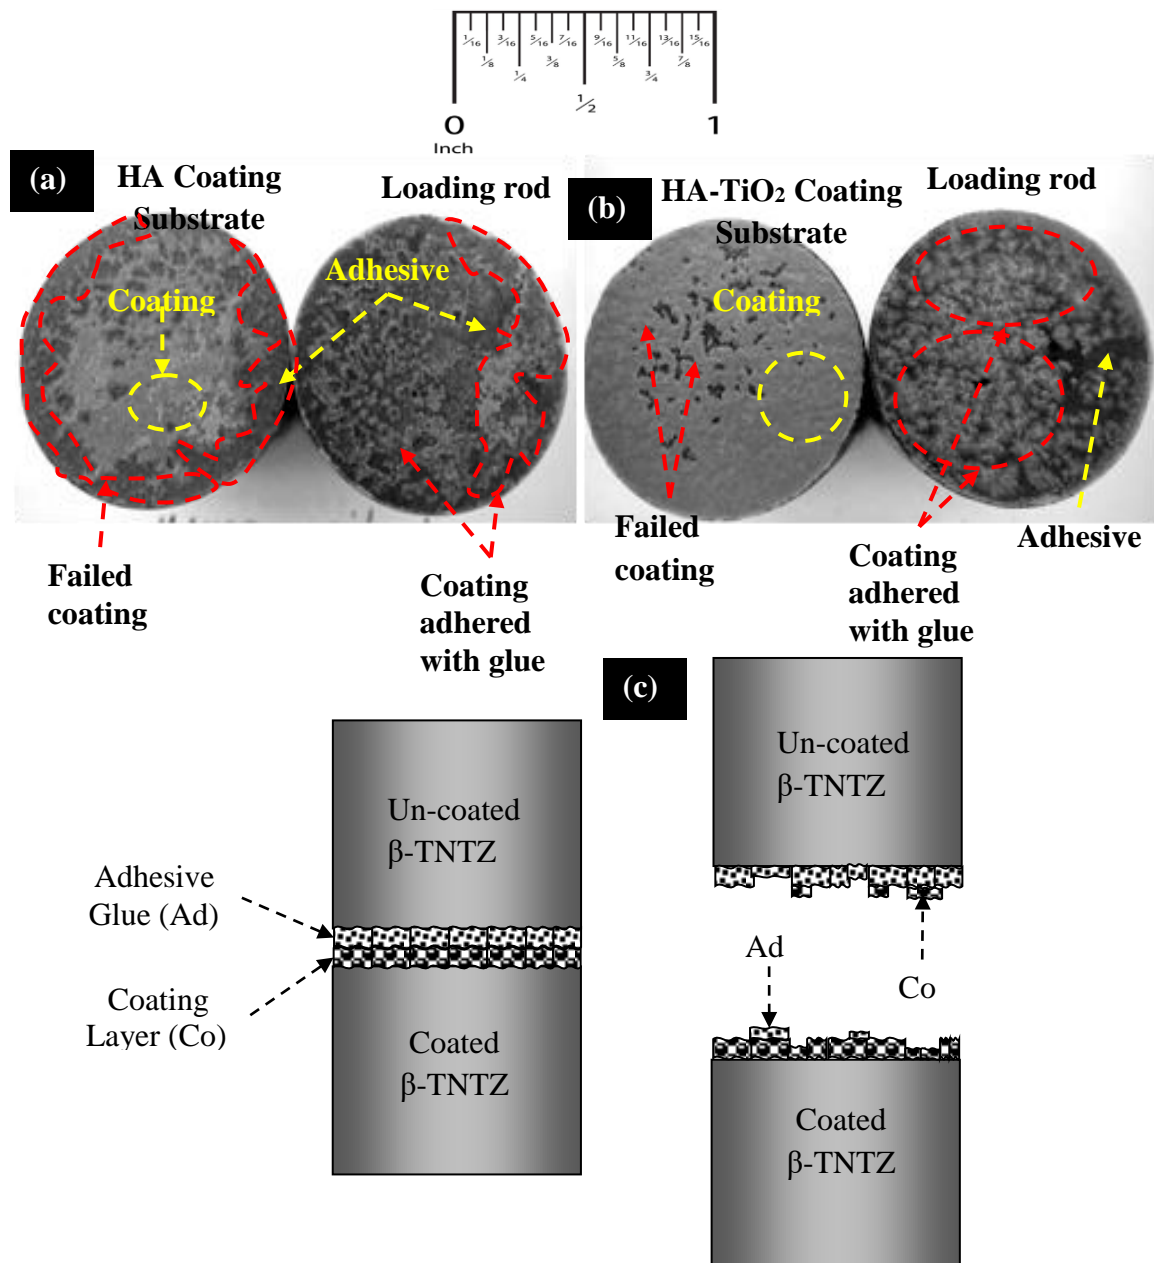 1/16 3/16 5/16 7/16 9/16 11/16 13/16 15/16
1/8 3/8 5/8 7/8
1/4 3/4
1/2
0 1
Inch
(a)
HA Coating
Substrate
Loading rod
Coating
Adhesive
Failed
coating
Coating
adhered
with glue
(b)
HA-TiO₂ Coating
Substrate
Loading rod
Coating
Failed
coating
Coating
adhered
with glue
Adhesive
(c)
Un-coated
β-TNTZ
Adhesive
Glue (Ad)
Coating
Layer (Co)
Coated
β-TNTZ
Un-coated
β-TNTZ
Ad
Co
Coated
β-TNTZ